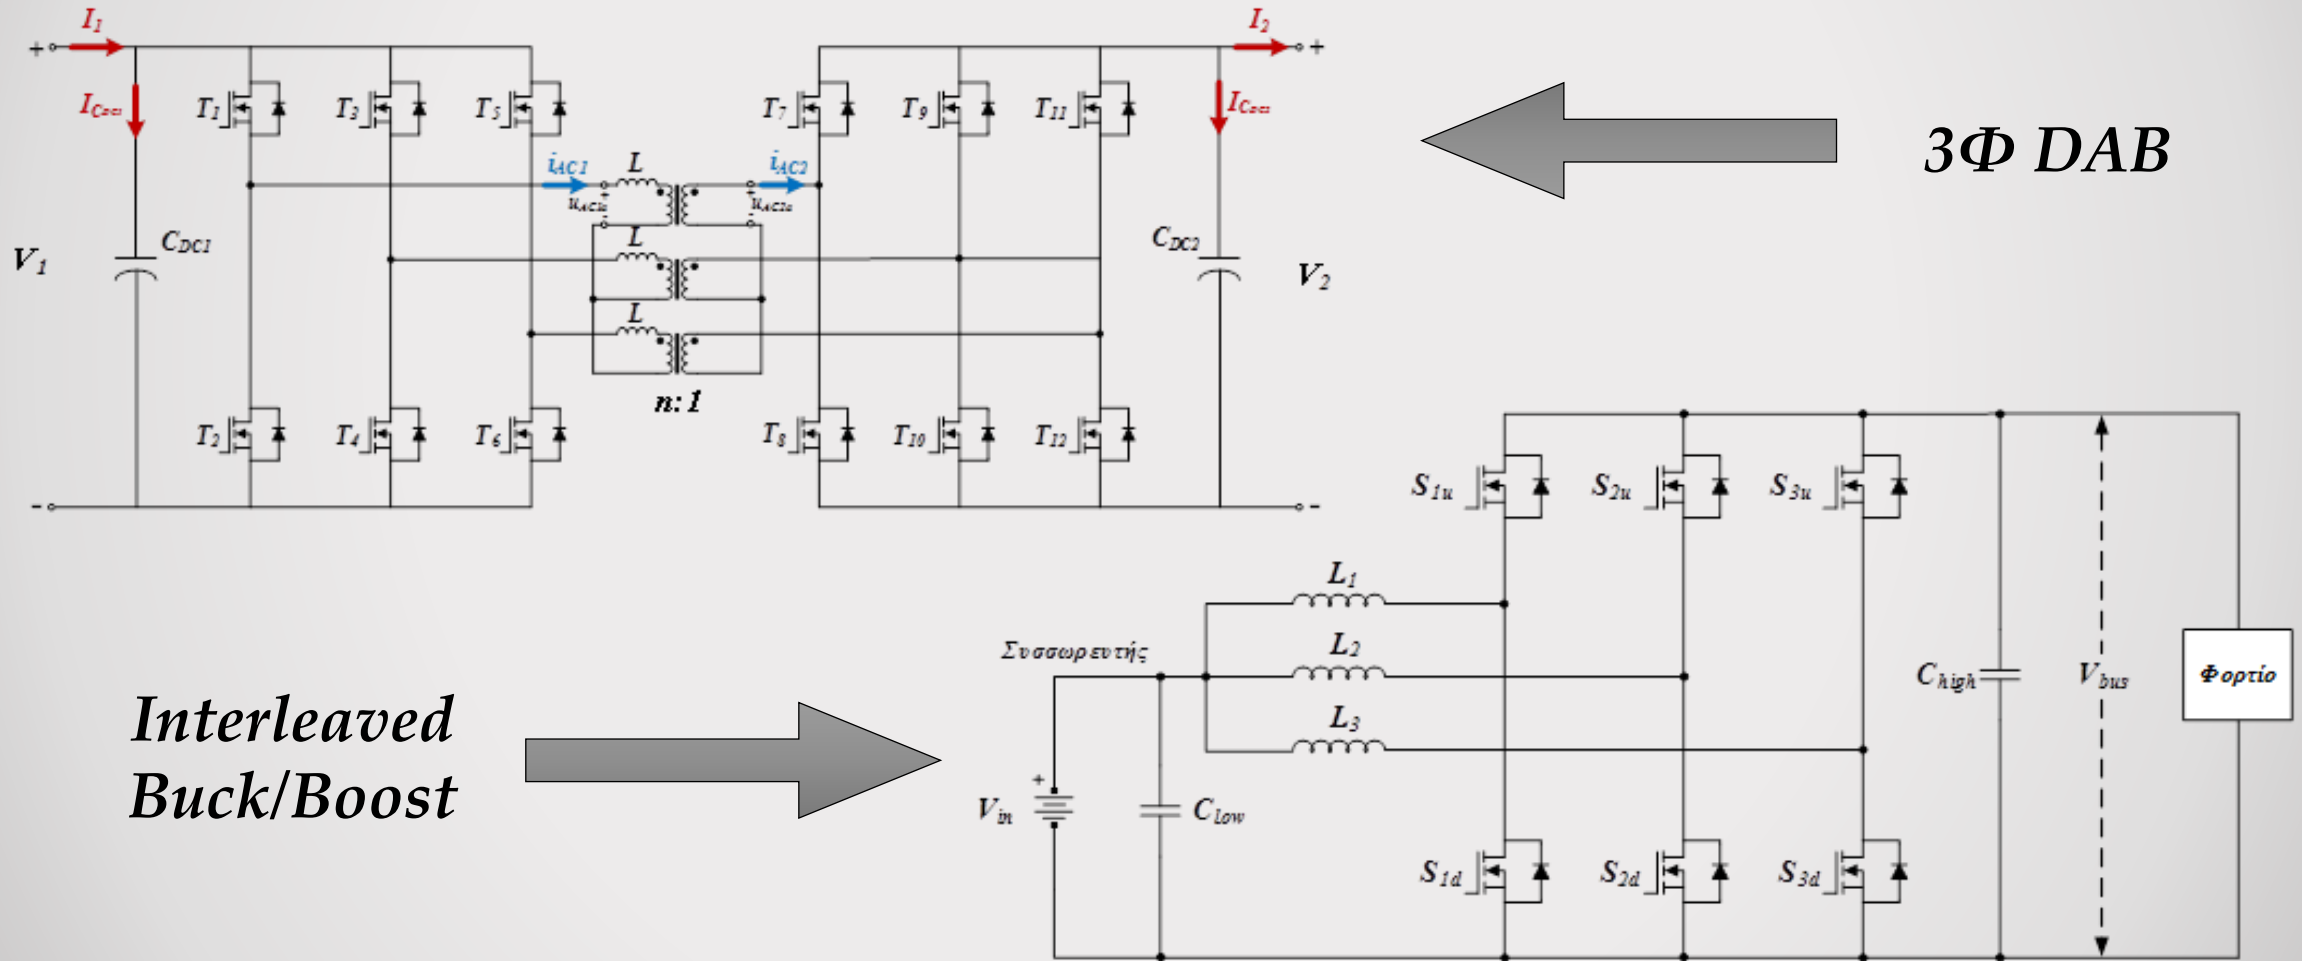 I1
I2
+
+
ICDC1
T1
T3
T5
T7
T9
T11
3Φ DAB
iAC1
L
iAC2
V1
CDC1
L
CDC2
V2
L
n:1
T2
T4
T6
T8
T10
T12
-
-
S1u
S2u
S3u
L1
Συσσωρευτής
L2
Chigh
Vbus
Φορτίο
L3
Interleaved
Buck/Boost
+
Vin
Clow
S1d
S2d
S3d